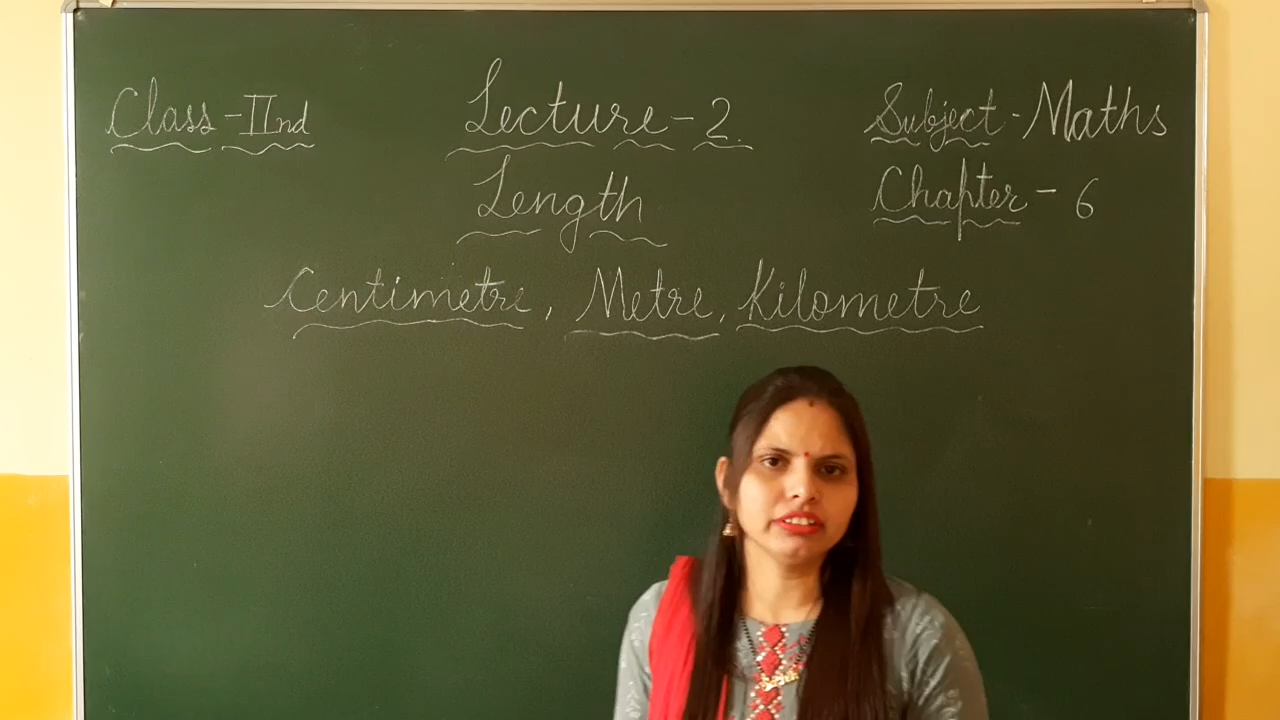 Class - IInd
Lecture - 2.
Subject - Maths
Length
Chapter - 6
Centimetre, Metre, Kilometre